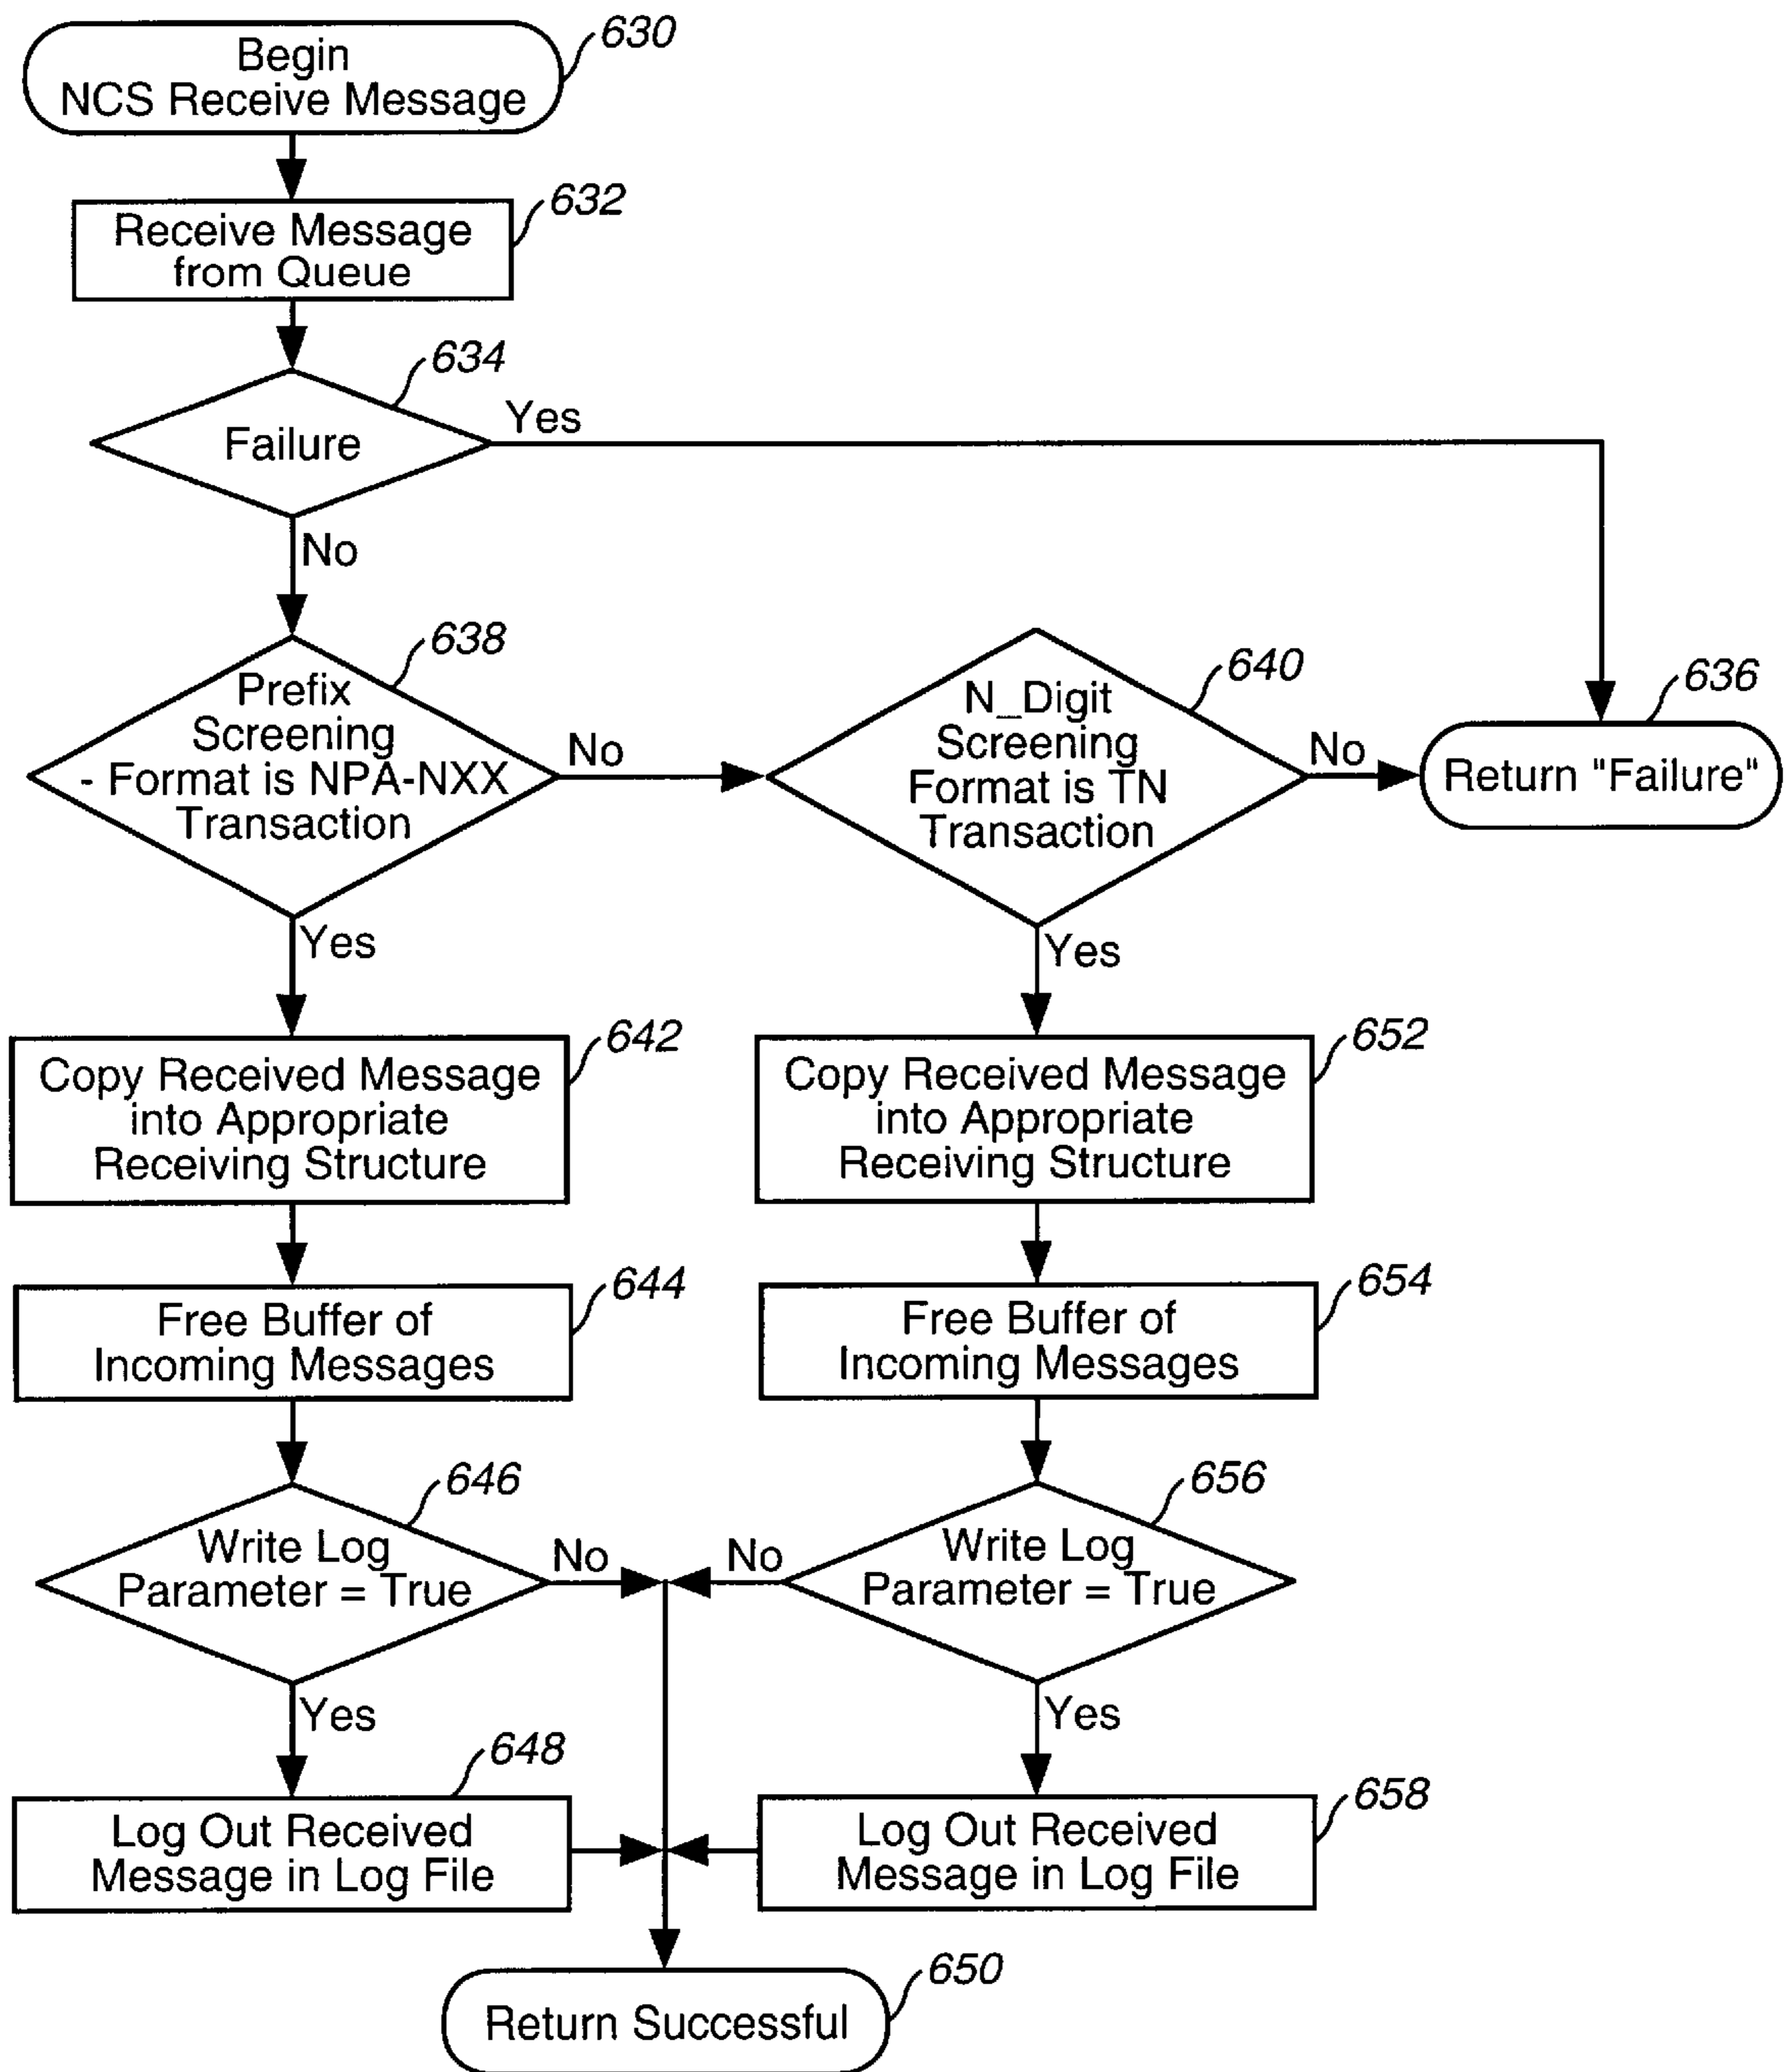 630
Begin
NCS Receive Message
632
Receive Message
from Queue
634
Failure
Yes
No
638
Prefix
Screening
- Format is NPA-NXX
Transaction
No
640
N_Digit
Screening
Format is TN
Transaction
No
636
Return "Failure"
Yes
Yes
642
Copy Received Message
into Appropriate
Receiving Structure
652
Copy Received Message
into Appropriate
Receiving Structure
644
Free Buffer of
Incoming Messages
654
Free Buffer of
Incoming Messages
646
Write Log
Parameter = True
No
No
656
Write Log
Parameter = True
Yes
Yes
648
Log Out Received
Message in Log File
658
Log Out Received
Message in Log File
650
Return Successful